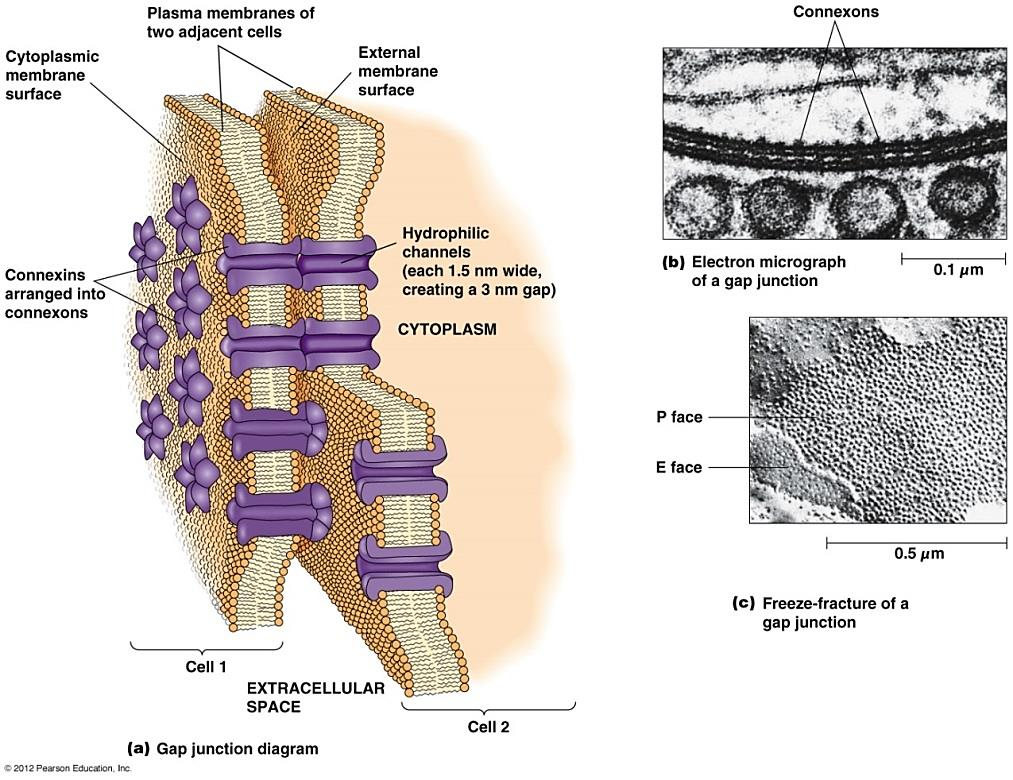 Plasma membranes of
two adjacent cells
Cytoplasmic
membrane
surface
External
membrane
surface
Hydrophilic
channels
(each 1.5 nm wide,
creating a 3 nm gap)
Connexins
arranged into
connexons
CYTOPLASM
Cell 1
EXTRACELLULAR
SPACE
Cell 2
(a) Gap junction diagram
© 2012 Pearson Education, Inc.
Connexons
(b) Electron micrograph
of a gap junction
0.1 µm
P face
E face
0.5 µm
(c) Freeze-fracture of a
gap junction